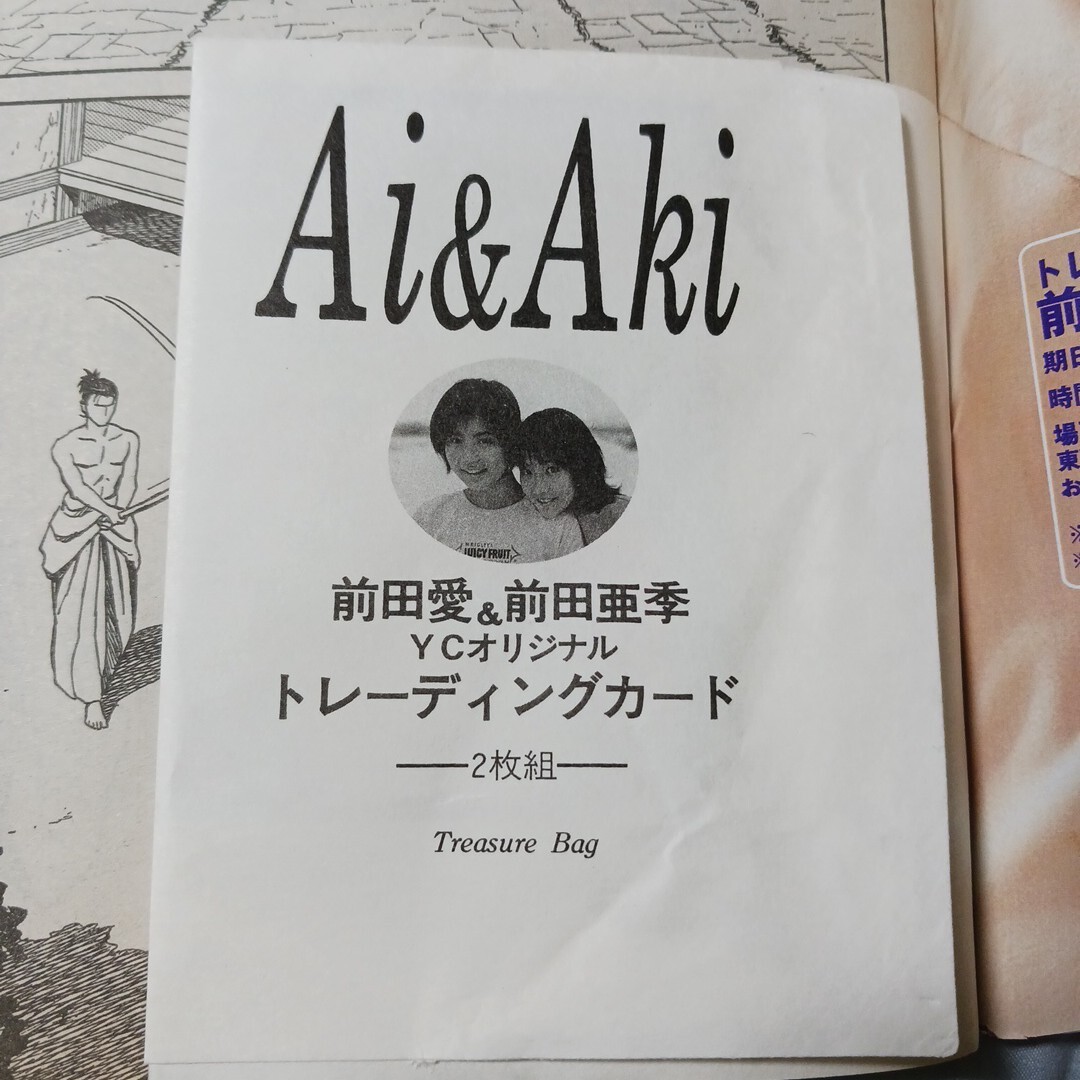 Ai&Aki
WRIGLEY'S
JUICY FRUIT
前田愛&前田亜季
YCオリジナル
トレーディングカード
2枚組
Treasure Bag
トレ
前
期日
時間
場
東
お
※
※